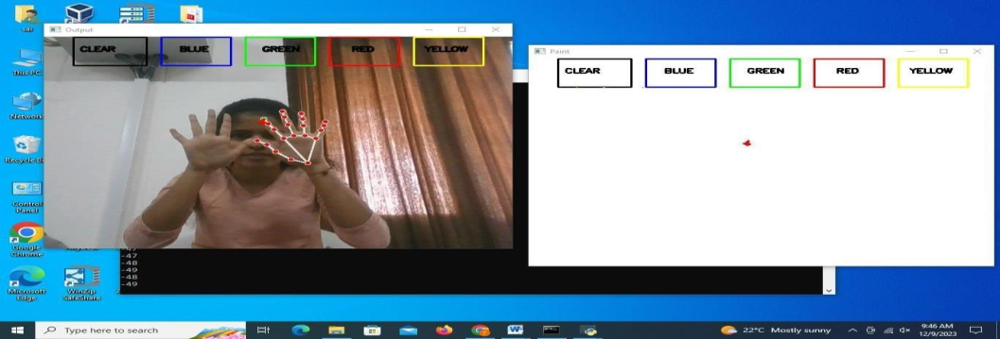 Output
CLEAR BLUE GREEN RED YELLOW
Paint
CLEAR BLUE GREEN RED YELLOW
This PC
Network
Control
Panel
Google
Chrome
Microsoft
Edge
WinZip
SafeShare
-47
-48
-49
-48
-49
Type here to search
22°C Mostly sunny
9:46 AM
12/9/2023